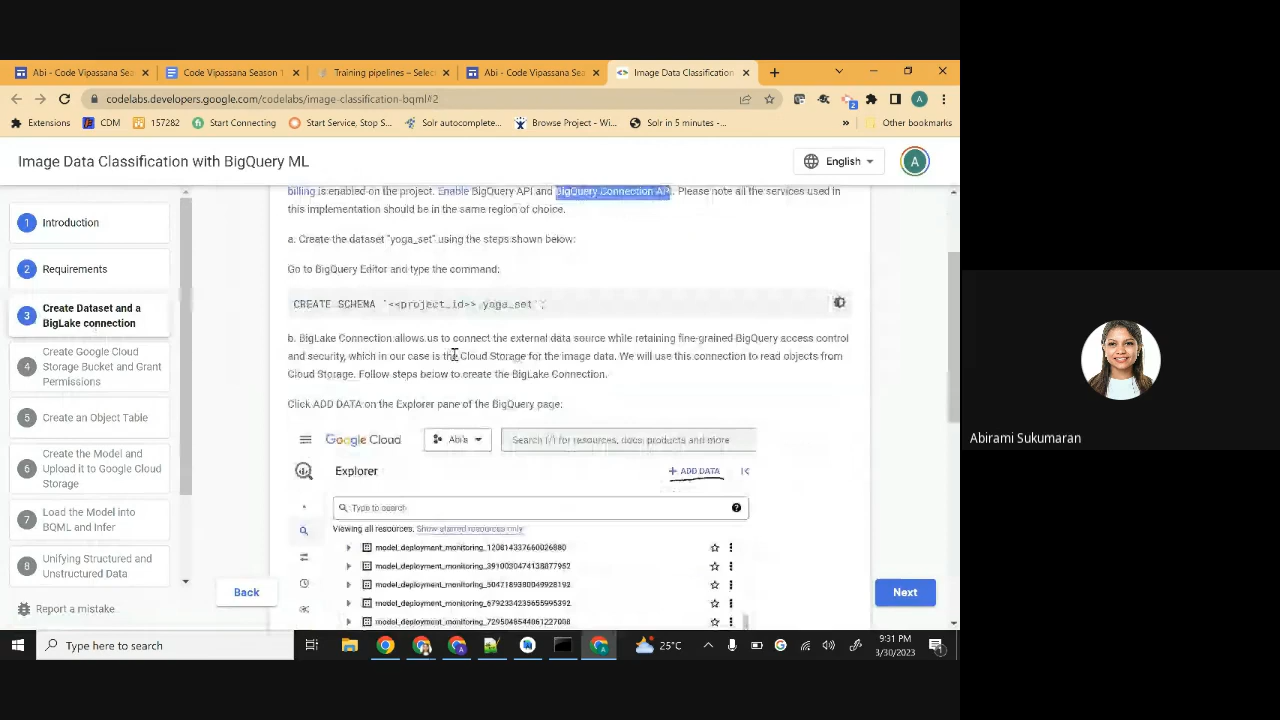 Abi - Code Vipassana Sea
Code Vipassana Season 1
Training pipelines – Selec
Abi - Code Vipassana Sea
Image Data Classification
codelabs.developers.google.com/codelabs/image-classification-bqml#2
Extensions
CDM
157282
Start Connecting
Start Service, Stop S...
Solr autocomplete...
Browse Project - Wi...
Solr in 5 minutes -...
»
Other bookmarks
Image Data Classification with BigQuery ML
English
A
1 Introduction
2 Requirements
3 Create Dataset and a
BigLake connection
4 Create Google Cloud
Storage Bucket and Grant
Permissions
5 Create an Object Table
6 Create the Model and
Upload it to Google Cloud
Storage
7 Load the Model into
BQML and Infer
8 Unifying Structured and
Unstructured Data
Report a mistake
billing is enabled on the project. Enable BigQuery API and BigQuery Connection API. Please note all the services used in
this implementation should be in the same region of choice.
a. Create the dataset "yoga_set" using the steps shown below:
Go to BigQuery Editor and type the command:
CREATE SCHEMA `<<project_id>>.yoga_set`;
b. BigLake Connection allows us to connect the external data source while retaining fine-grained BigQuery access control
and security, which in our case is the Cloud Storage for the image data. We will use this connection to read objects from
Cloud Storage. Follow steps below to create the BigLake Connection.
Click ADD DATA on the Explorer pane of the BigQuery page:
Google Cloud
Abi's
Search (/) for resources, docs, products and more
Explorer
+ ADD DATA
Type to search
Viewing all resources. Show starred resources only.
model_deployment_monitoring_120814337660026880
model_deployment_monitoring_3910030474138877952
model_deployment_monitoring_5047189380049928192
model_deployment_monitoring_6792334235655995392
model_deployment_monitoring_7295048544061227008
Back
Next
Type here to search
25°C
9:31 PM
3/30/2023
Abirami Sukumaran